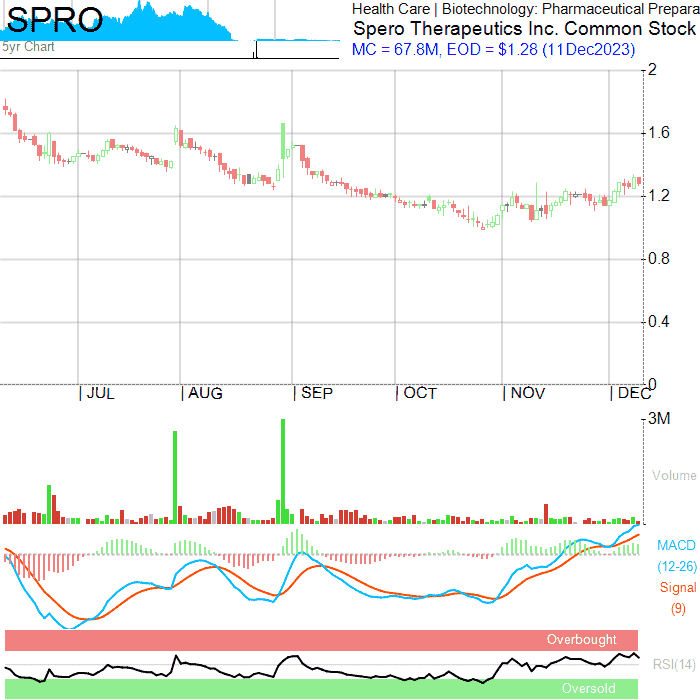 SPRO
5yr Chart
Health Care | Biotechnology: Pharmaceutical Prepara
Spero Therapeutics Inc. Common Stock
MC = 67.8M, EOD = $1.28 (11Dec2023)
2
1.6
1.2
0.8
0.4
0
JUL AUG SEP OCT NOV DEC
3M
Volume
MACD
(12-26)
Signal
(9)
Overbought
RSI(14)
Oversold